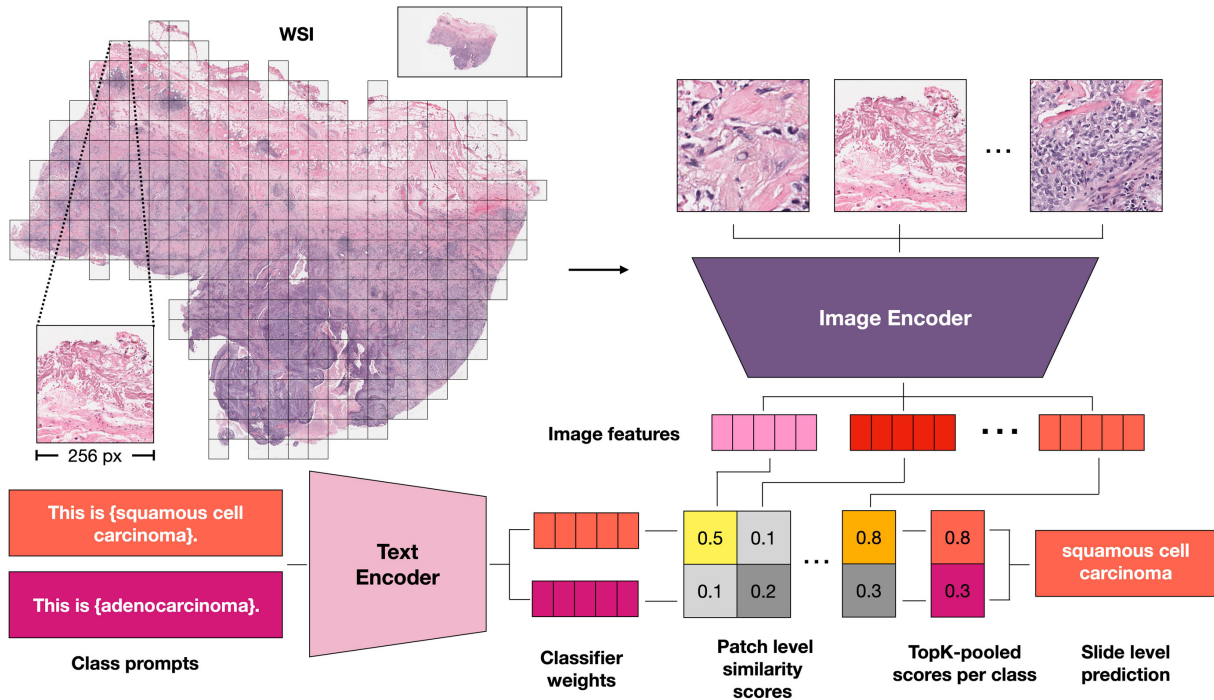 WSI
256 px
Image Encoder
Image features
This is {squamous cell
carcinoma}.
This is {adenocarcinoma}.
Class prompts
Text
Encoder
Classifier
weights
0.5
0.1
0.1
0.2
...
0.8
0.3
0.8
0.3
Patch level
similarity
scores
TopK-pooled
scores per class
squamous cell
carcinoma
Slide level
prediction